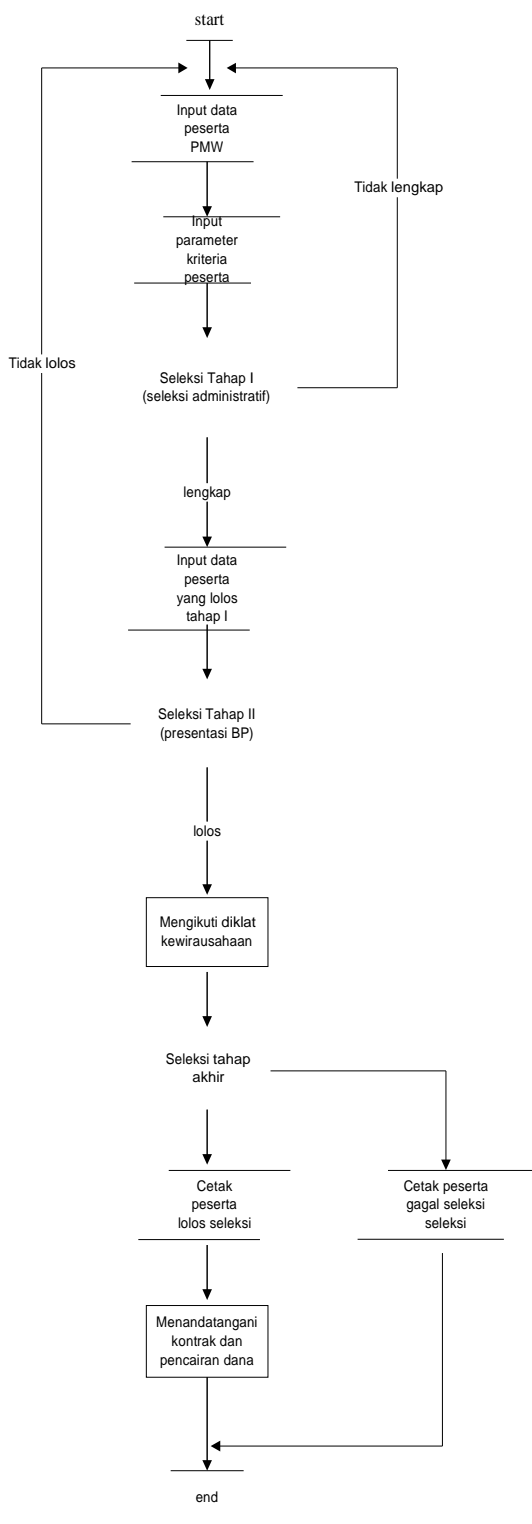 start
Input data
peserta
PMW
Tidak lengkap
Input
parameter
kriteria
peserta
Tidak lolos
Seleksi Tahap I
(seleksi administratif)
lengkap
Input data
peserta
yang lolos
tahap I
Seleksi Tahap II
(presentasi BP)
lolos
Mengikuti diklat
kewirausahaan
Seleksi tahap
akhir
Cetak
peserta
lolos seleksi
Cetak peserta
gagal seleksi
seleksi
Menandatangani
kontrak dan
pencairan dana
end